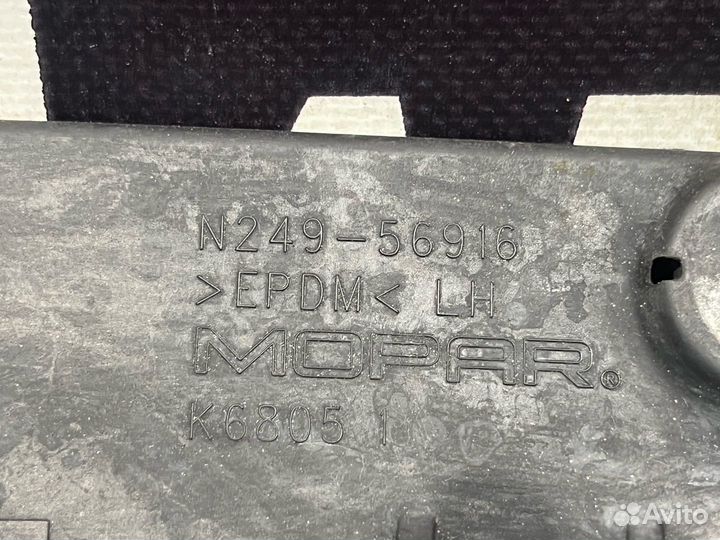 N249-56916
>EPDM< LH
MOPAR®
K6805 1
Avito